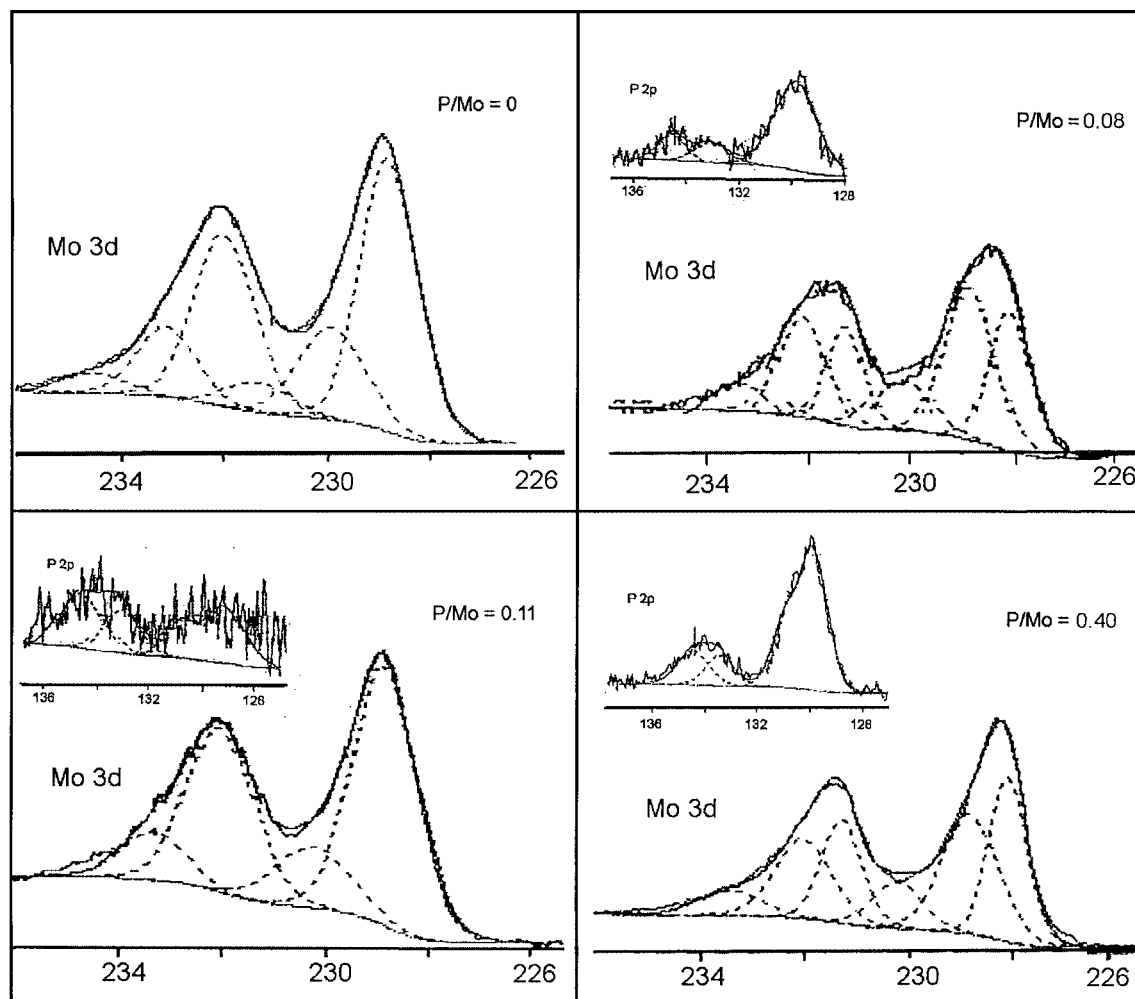 P/Mo = 0
Mo 3d
234 230 226
P 2p
P/Mo = 0.08
136 132 128
Mo 3d
234 230 226
P 2p
P/Mo = 0.11
136 132 128
Mo 3d
234 230 226
P 2p
P/Mo = 0.40
136 132 128
Mo 3d
234 230 226